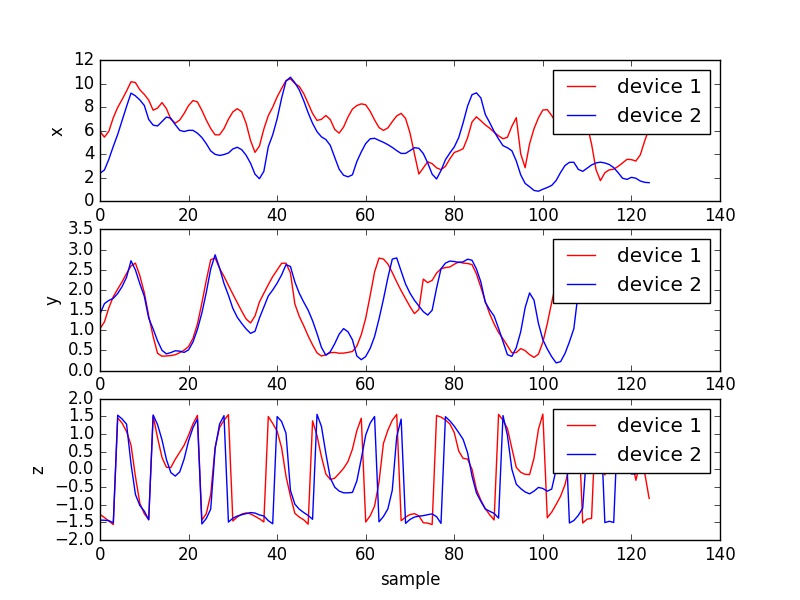 12
10
8
6
4
2
0
x
device 1
device 2
0 20 40 60 80 100 120 140
3.5
3.0
2.5
2.0
1.5
1.0
0.5
0.0
y
device 1
device 2
0 20 40 60 80 100 120 140
2.0
1.5
1.0
0.5
0.0
−0.5
−1.0
−1.5
−2.0
z
device 1
device 2
0 20 40 60 80 100 120 140
sample